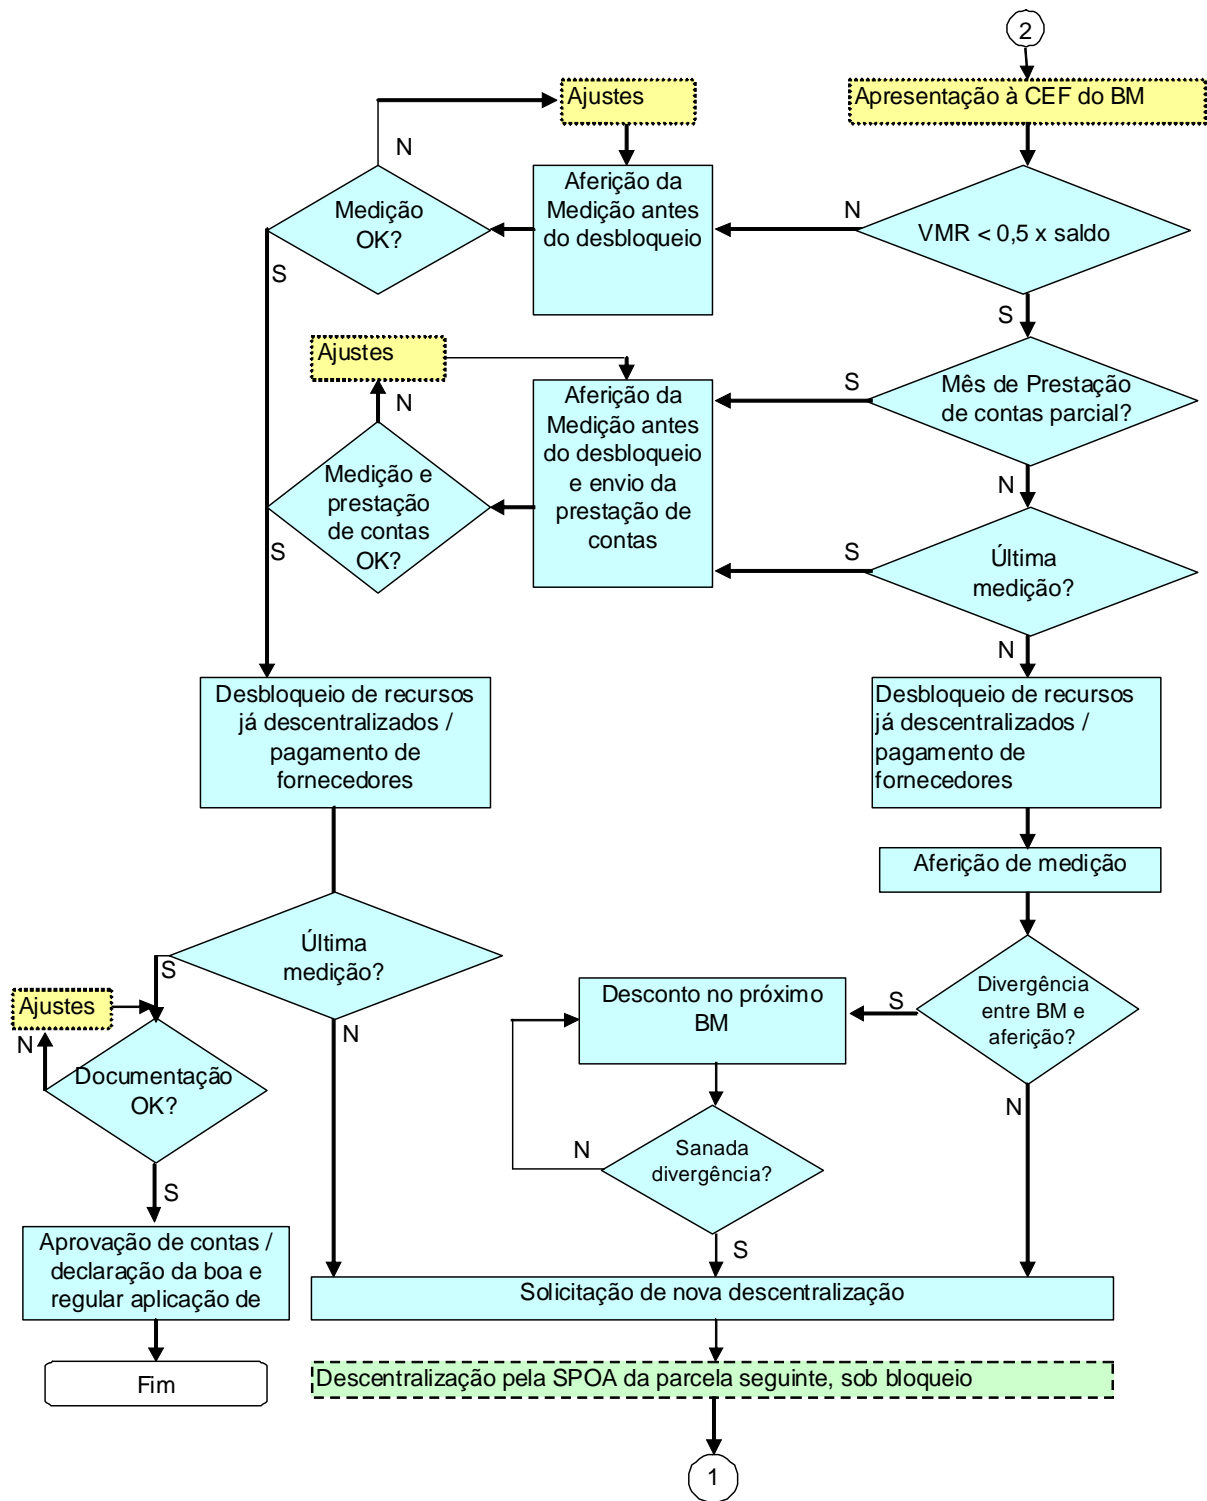 2
Ajustes
Apresentação à CEF do BM
N
Medição
OK?
Aferição da
Medição antes
do desbloqueio
N
VMR < 0,5 x saldo
S
S
Ajustes
N
Mês de Prestação
de contas parcial?
S
Aferição da
Medição antes
do desbloqueio
e envio da
prestação de
contas
Medição e
prestação
de contas
OK?
S
N
S
Última
medição?
N
Desbloqueio de recursos
já descentralizados /
pagamento de
fornecedores
Desbloqueio de recursos
já descentralizados /
pagamento de
fornecedores
Aferição de medição
Última
medição?
S
N
Ajustes
N
Documentação
OK?
S
Desconto no próximo
BM
S
Divergência
entre BM e
aferição?
N
N
Sanada
divergência?
S
Aprovação de contas /
declaração da boa e
regular aplicação de
Solicitação de nova descentralização
Fim
Descentralização pela SPOA da parcela seguinte, sob bloqueio
1